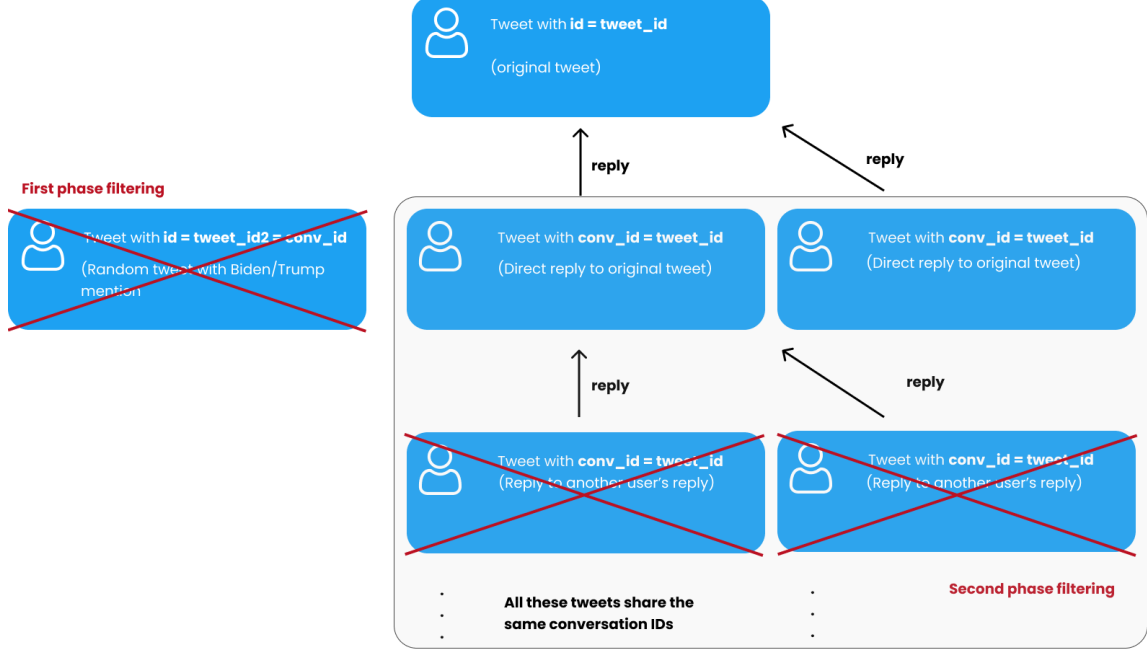 Tweet with id = tweet_id
(original tweet)
reply
reply
First phase filtering
Tweet with id = tweet_id2 = conv_id
(Random tweet with Biden/Trump
mention
Tweet with conv_id = tweet_id
(Direct reply to original tweet)
Tweet with conv_id = tweet_id
(Direct reply to original tweet)
reply
reply
Tweet with conv_id = tweet_id
(Reply to another user's reply)
Tweet with conv_id = tweet_id
(Reply to another user's reply)
All these tweets share the
same conversation IDs
Second phase filtering